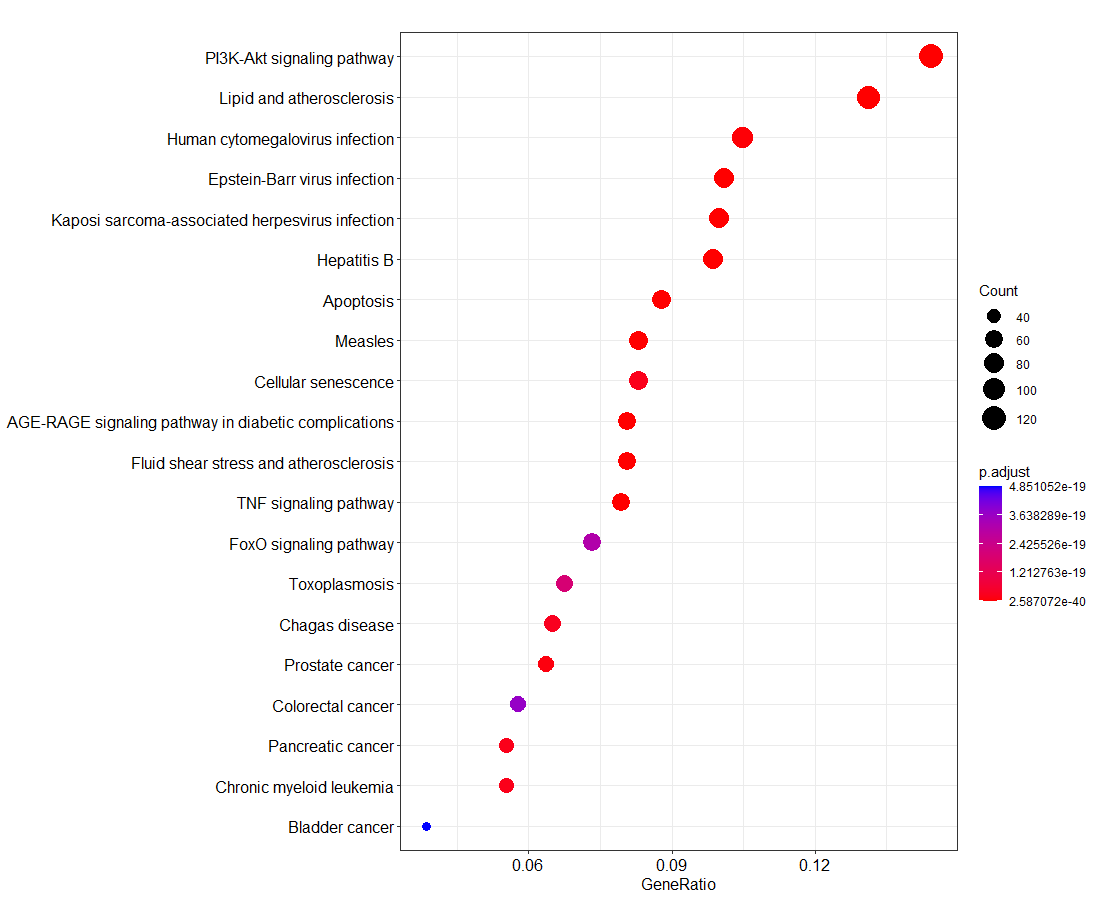 PI3K-Akt signaling pathway
Lipid and atherosclerosis
Human cytomegalovirus infection
Epstein-Barr virus infection
Kaposi sarcoma-associated herpesvirus infection
Hepatitis B
Apoptosis
Measles
Cellular senescence
AGE-RAGE signaling pathway in diabetic complications
Fluid shear stress and atherosclerosis
TNF signaling pathway
FoxO signaling pathway
Toxoplasmosis
Chagas disease
Prostate cancer
Colorectal cancer
Pancreatic cancer
Chronic myeloid leukemia
Bladder cancer
0.06 0.09 0.12
GeneRatio
Count
40
60
80
100
120
p.adjust
4.851052e-19
3.638289e-19
2.425526e-19
1.212763e-19
2.587072e-40